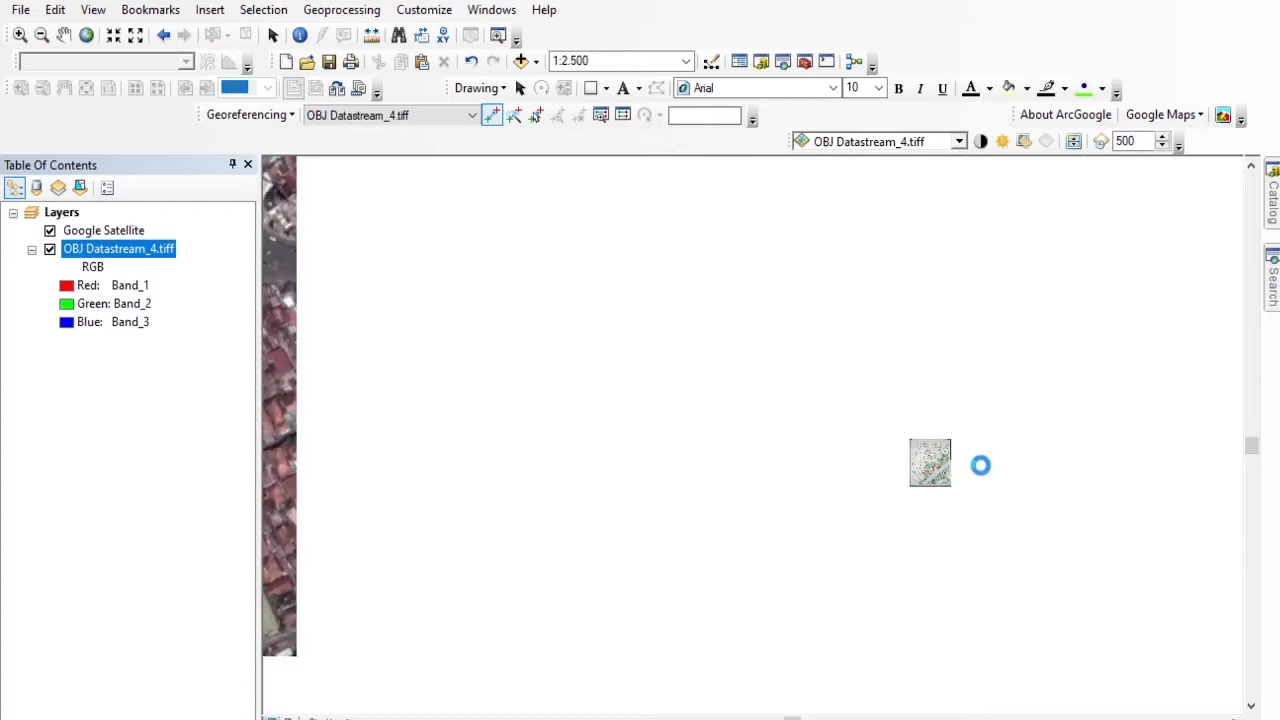 File Edit View Bookmarks Insert Selection Geoprocessing Customize Windows Help
1:2.500
Drawing Arial 10 B I U A
Georeferencing OBJ Datastream_4.tiff About ArcGoogle Google Maps
OBJ Datastream_4.tiff 500
Table Of Contents
Layers
Google Satellite
OBJ Datastream_4.tiff
RGB
Red: Band_1
Green: Band_2
Blue: Band_3
Catalog
Search